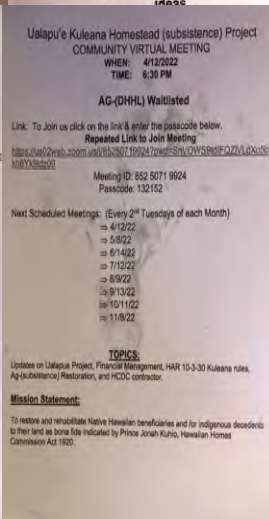 ideas
Ualapu'e Kuleana Homestead (subsistence) Project
COMMUNITY VIRTUAL MEETING
WHEN: 4/12/2022
TIME: 6:30 PM
AG-(DHHL) Waitlisted
Link: To Join us click on the link & enter the passcode below.
Repeated Link to Join Meeting
Meeting ID: 852 5071 9924
Passcode: 132152
Next Scheduled Meetings: (Every 2nd Tuesdays of each Month)
⇒ 4/12/22
⇒ 5/8/22
⇒ 6/14/22
⇒ 7/12/22
⇒ 8/9/22
⇒ 9/13/22
⇒ 10/11/22
⇒ 11/8/22
TOPICS:
Updates on Ualapue Project, Financial Management, HAR 10-3-30 Kuleana rules,
Ag-(subsistence) Restoration, and HCDC contractor.
Mission Statement:
To restore and rehabilitate Native Hawaiian beneficiaries and for indigenous decedents
to their land as bona fide indicated by Prince Jonah Kuhio, Hawaiian Homes
Commission Act 1920.